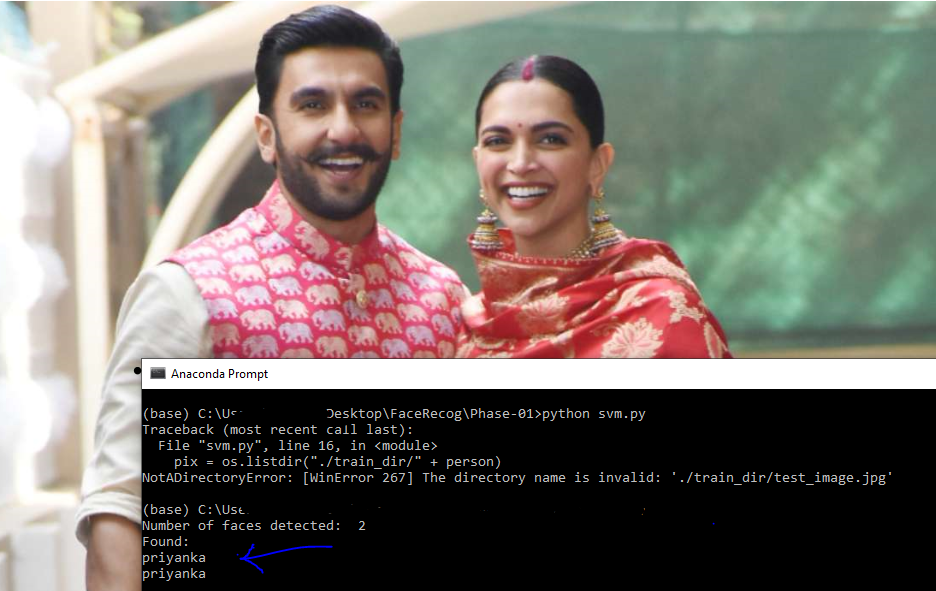 Anaconda Prompt
(base) C:\Us Desktop\FaceRecog\Phase-01>python svm.py
Traceback (most recent call last):
  File "svm.py", line 16, in <module>
    pix = os.listdir("./train_dir/" + person)
NotADirectoryError: [WinError 267] The directory name is invalid: './train_dir/test_image.jpg'
(base) C:\Use
Number of faces detected:  2
Found:
priyanka
priyanka